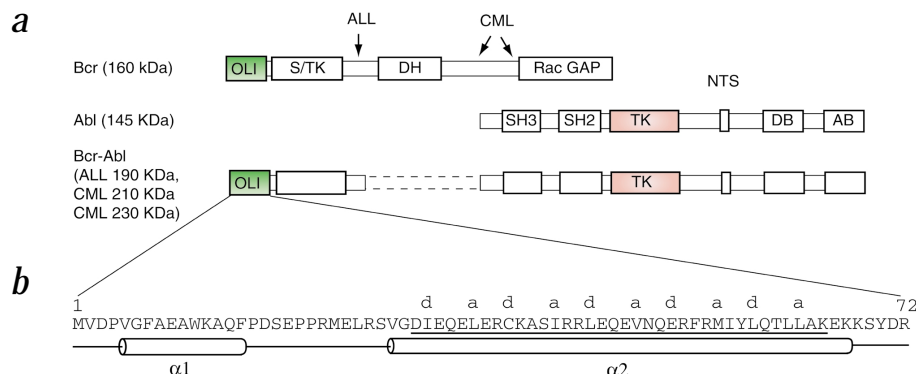 a
ALL CML
Bcr (160 kDa) OLI S/TK DH Rac GAP
NTS
Abl (145 KDa) SH3 SH2 TK DB AB
Bcr-Abl
(ALL 190 KDa,
CML 210 KDa
CML 230 KDa)
OLI TK
b
1 d a d a d a d a d a 72
MVDPVGFAEAWKAQFPDSEPPRMELRSVGDIEQELERCKASIRRLEQEVNQERFRMIYLQTLLAKEKKSYDR
α1 α2